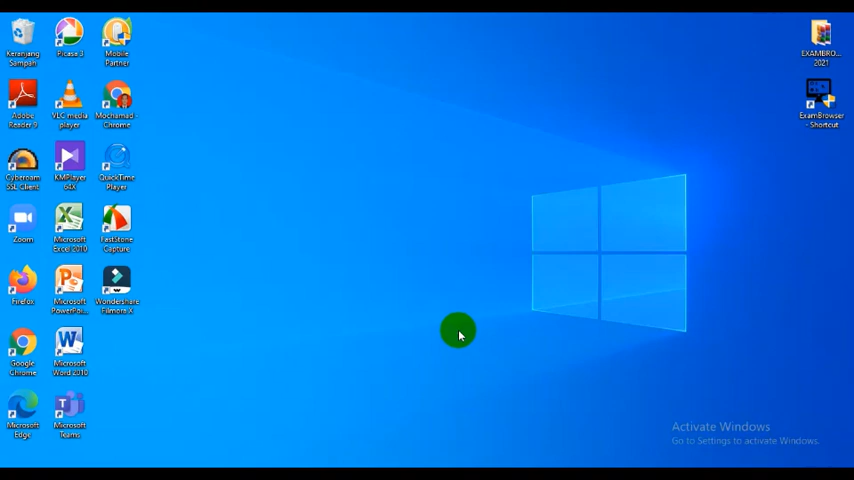 Keranjang
Sampah
Picasa 3
Mobile
Partner
Adobe
Reader 9
VLC media
player
Mochamad -
Chrome
Cyberoam
SSL Client
KMPlayer
64X
QuickTime
Player
Zoom
Microsoft
Excel 2010
FastStone
Capture
Firefox
Microsoft
PowerPoi...
Wondershare
Filmora X
Google
Chrome
Microsoft
Word 2010
Microsoft
Edge
Microsoft
Teams
EXAMBRO...
2021
ExamBrowser
- Shortcut
Activate Windows
Go to Settings to activate Windows.